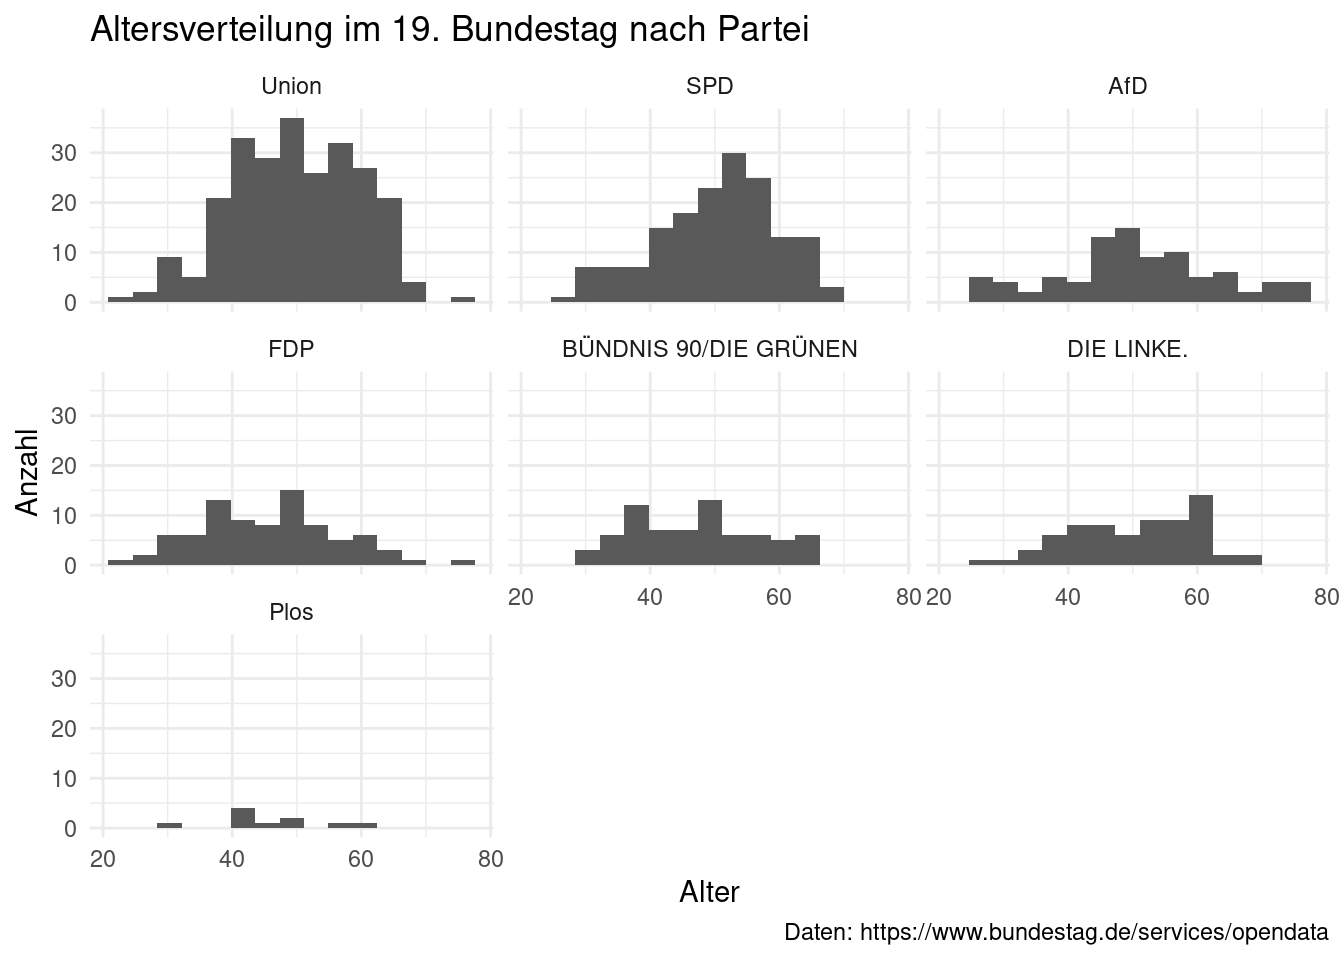 Altersverteilung im 19. Bundestag nach Partei
Union
SPD
AfD
30
20
10
0
FDP
BÜNDNIS 90/DIE GRÜNEN
DIE LINKE.
30
20
10
0
20 40 60 80
20 40 60 80
Plos
30
20
10
0
20 40 60 80
Anzahl
Alter
Daten: https://www.bundestag.de/services/opendata